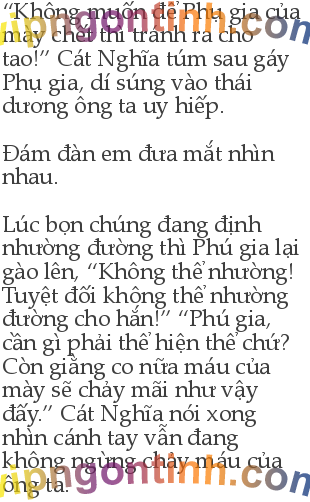 “Không muốn để Phụ gia của
mày chết thì tránh ra cho
tao!” Cát Nghĩa túm sau gáy
Phụ gia, dí súng vào thái
dương ông ta uy hiếp.
Đám đàn em đưa mắt nhìn
nhau.
Lúc bọn chúng đang định
nhường đường thì Phú gia lại
gào lên, “Không thể nhường!
Tuyệt đối không thể nhường
đường cho hắn!” “Phú gia,
cần gì phải thể hiện thế chứ?
Còn giằng co nữa máu của
mày sẽ chảy mãi như vậy
đấy.” Cát Nghĩa nói xong
nhìn cánh tay vẫn đang
không ngừng chảy máu của
ông ta.